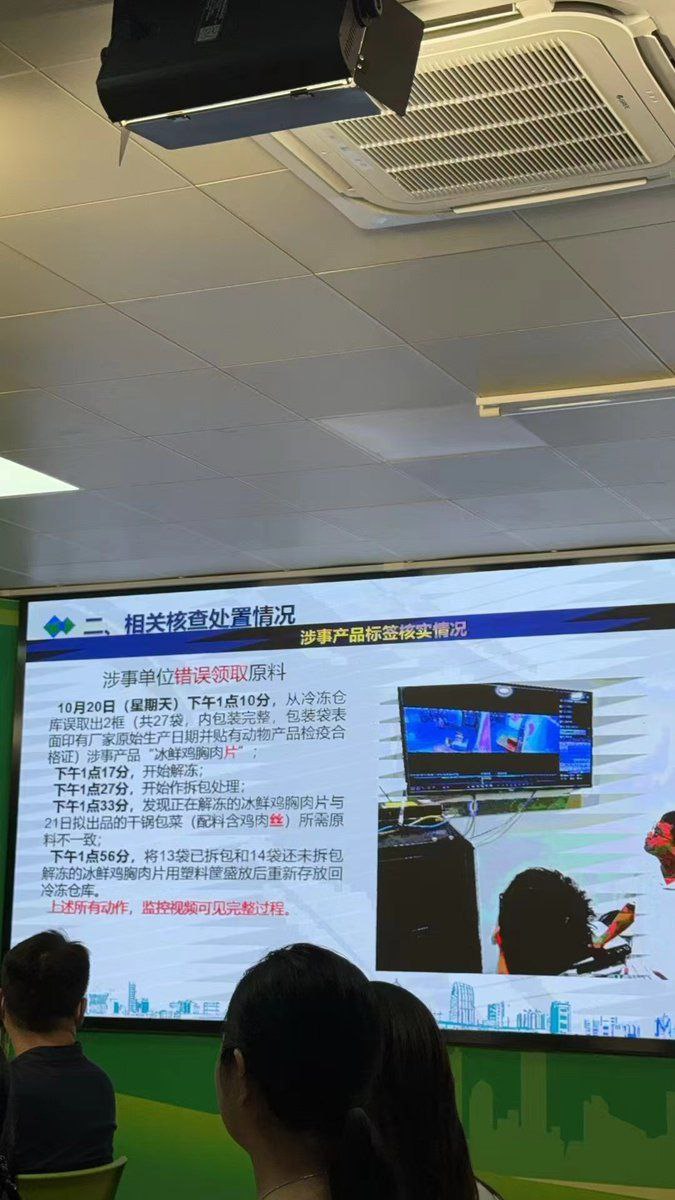 二、相关核查处置情况
涉事产品标签核实情况
涉事单位错误领取原料
10月20日（星期天）下午1点10分，从冷冻仓
库误取出2框（共27袋，内包装完整，包装袋表
面印有厂家原始生产日期并贴有动物产品检疫合
格证）涉事产品“冰鲜鸡胸肉片”；
下午1点17分，开始解冻；
下午1点27分，开始作拆包处理；
下午1点33分，发现正在解冻的冰鲜鸡胸肉片与
21日拟出品的干锅包菜（配料含鸡肉丝）所需原
料不一致；
下午1点56分，将13袋已拆包和14袋还未拆包
解冻的冰鲜鸡胸肉片用塑料筐盛放后重新存放回
冷冻仓库。
上述所有动作，监控视频可见完整过程。